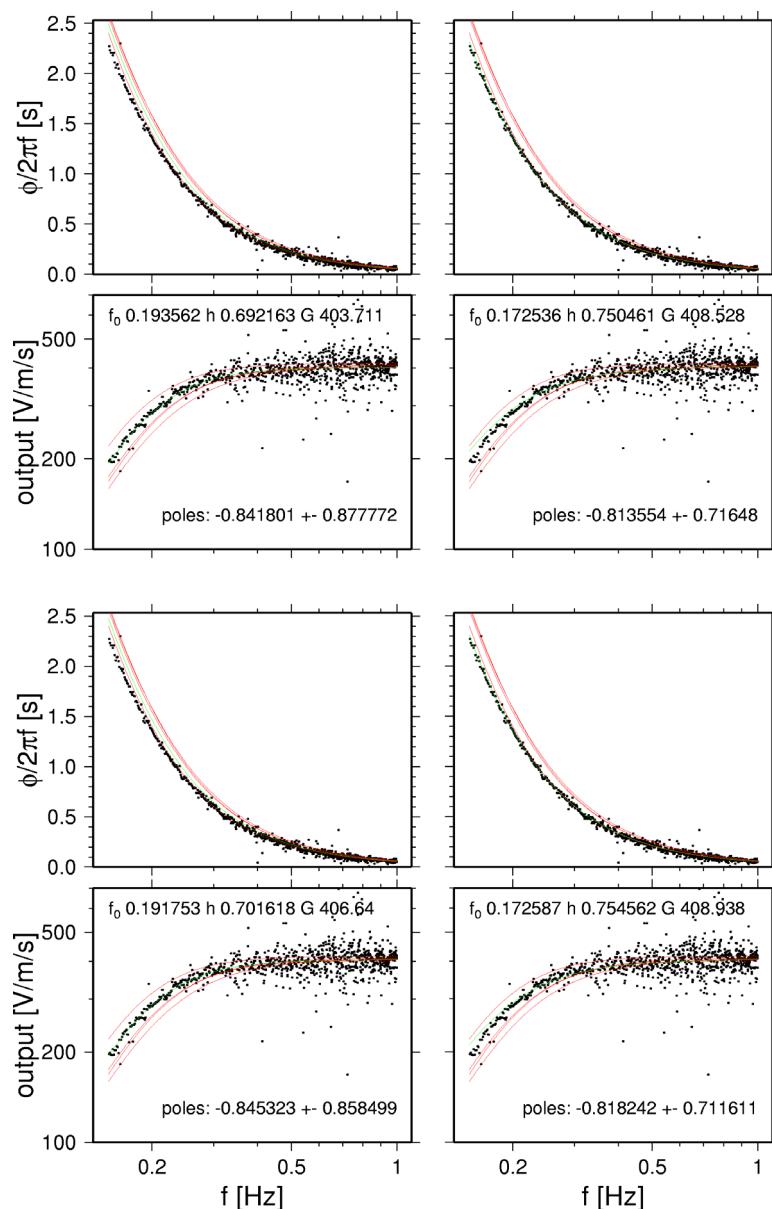 2.5
2.0
1.5
1.0
0.5
0.0
ϕ/2πf [s]
f₀ 0.193562 h 0.692163 G 403.711
f₀ 0.172536 h 0.750461 G 408.528
500
200
100
output [V/m/s]
poles: -0.841801 +- 0.877772
poles: -0.813554 +- 0.71648
2.5
2.0
1.5
1.0
0.5
0.0
ϕ/2πf [s]
f₀ 0.191753 h 0.701618 G 406.64
f₀ 0.172587 h 0.754562 G 408.938
500
200
100
output [V/m/s]
poles: -0.845323 +- 0.858499
poles: -0.818242 +- 0.711611
0.2 0.5 1
0.2 0.5 1
f [Hz]
f [Hz]